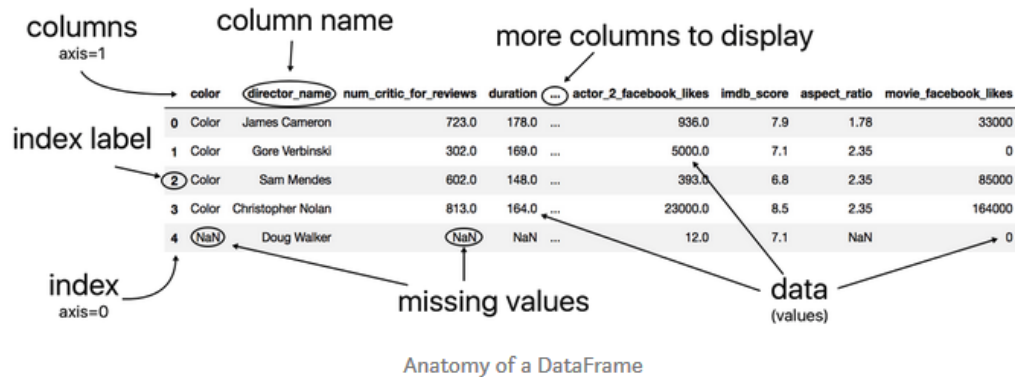 columns
axis=1
column name
more columns to display
color director_name num_critic_for_reviews duration ... actor_2_facebook_likes imdb_score aspect_ratio movie_facebook_likes
0 Color James Cameron 723.0 178.0 ... 936.0 7.9 1.78 33000
index label
1 Color Gore Verbinski 302.0 169.0 ... 5000.0 7.1 2.35 0
2 Color Sam Mendes 602.0 148.0 ... 393.0 6.8 2.35 85000
3 Color Christopher Nolan 813.0 164.0 ... 23000.0 8.5 2.35 164000
4 NaN Doug Walker NaN NaN ... 12.0 7.1 NaN 0
index
axis=0
missing values
data
(values)
Anatomy of a DataFrame